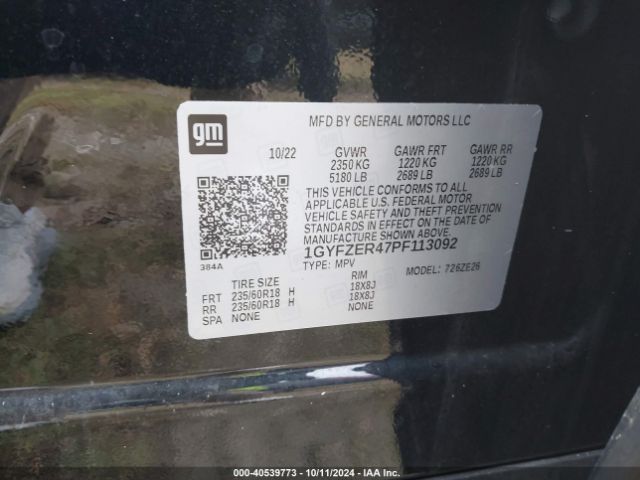 gm
MFD BY GENERAL MOTORS LLC
10/22 GVWR GAWR FRT GAWR RR
2350 KG 1220 KG 1220 KG
5180 LB 2689 LB 2689 LB
THIS VEHICLE CONFORMS TO ALL
APPLICABLE U.S. FEDERAL MOTOR
VEHICLE SAFETY AND THEFT PREVENTION
STANDARDS IN EFFECT ON THE DATE OF
MANUFACTURE SHOWN ABOVE.
1GYFZER47PF113092
384A TYPE: MPV MODEL: 726ZE26
TIRE SIZE RIM
FRT 235/60R18 H 18X8J
RR 235/60R18 H 18X8J
SPA NONE NONE
000-40539773 - 10/11/2024 - IAA Inc.